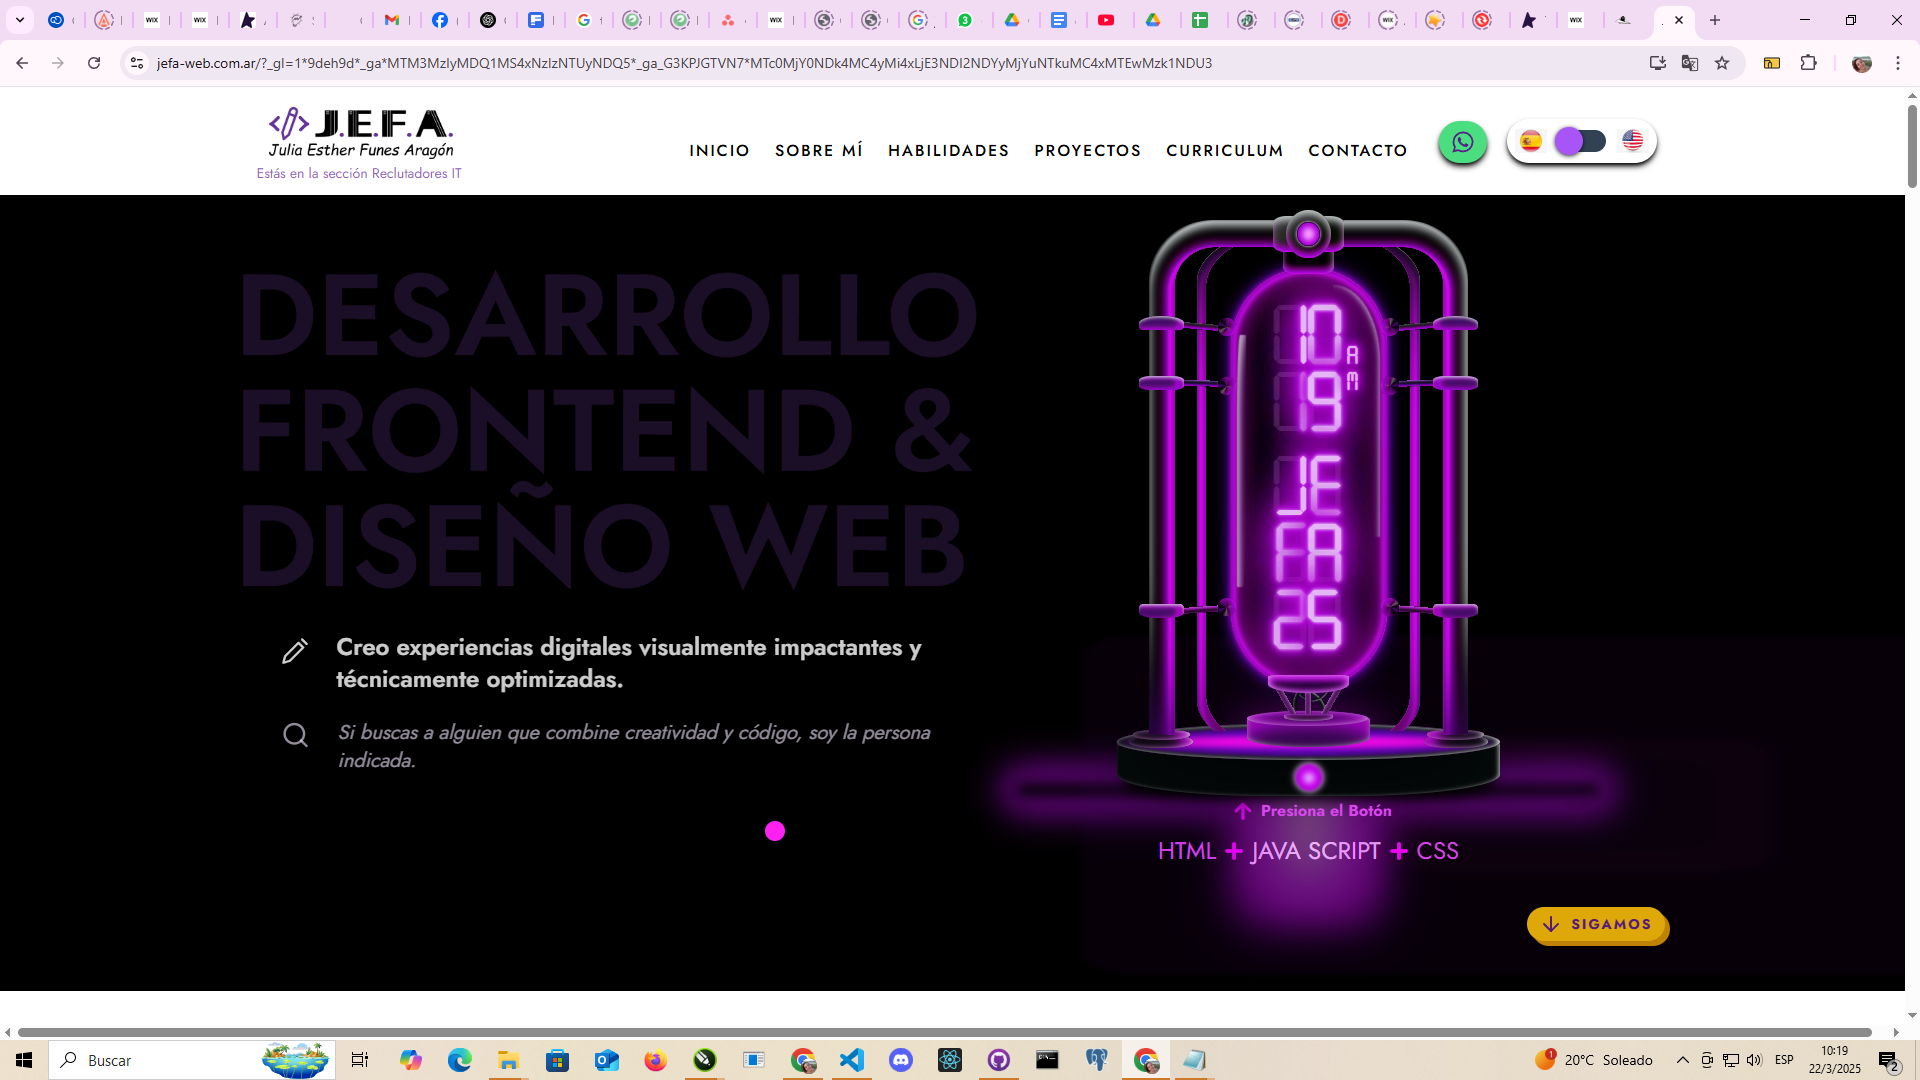 jefa-web.com.ar/?_gl=1*9deh9d*_ga*MTM3MzIyMDQ1MS4xNzIzNTUyNDQ5*_ga_G3KPJGTVN7*MTc0MjY0NDk4MC4yMi4xLjE3NDI2NDYyMjYuNTkuMC4xMTEwMzk1NDU3
J.E.F.A.
Julia Esther Funes Aragón
Estás en la sección Reclutadores IT
INICIO SOBRE MÍ HABILIDADES PROYECTOS CURRICULUM CONTACTO
DESARROLLO
FRONTEND &
DISEÑO WEB
Creo experiencias digitales visualmente impactantes y
técnicamente optimizadas.
Si buscas a alguien que combine creatividad y código, soy la persona
indicada.
10
AM
19
JE
FA
25
Presiona el Botón
HTML + JAVA SCRIPT + CSS
SIGAMOS
Buscar
1
20°C Soleado
ESP
10:19
22/3/2025
2